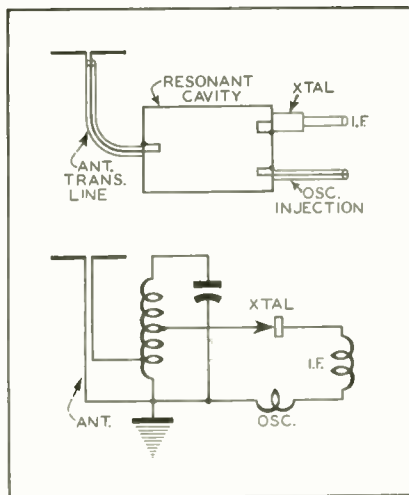 RESONANT
CAVITY
XTAL
I.F.
ANT.
TRANS.
LINE
OSC.
INJECTION
XTAL
I.F.
ANT.
OSC.